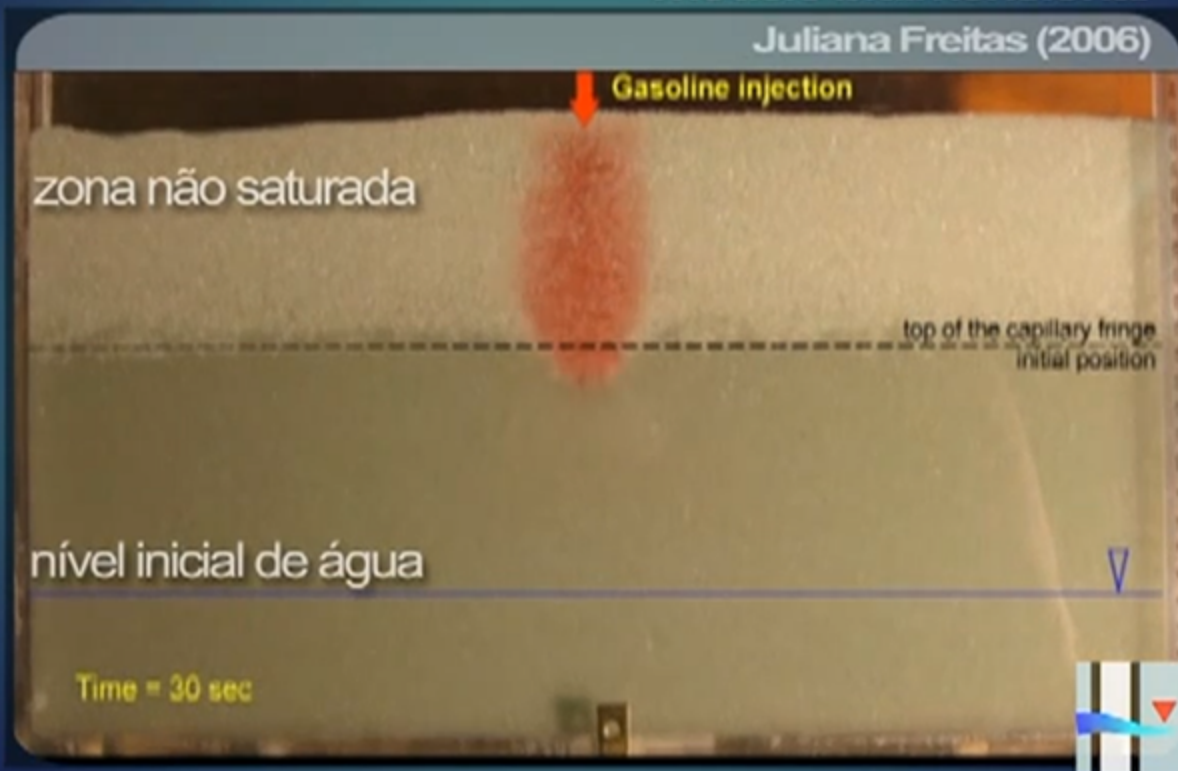 Juliana Freitas (2006)
Gasoline injection
zona não saturada
top of the capillary fringe
initial position
nível inicial de água
Time = 30 sec